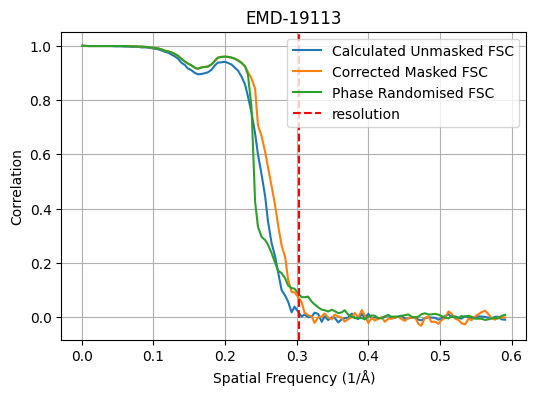 EMD-19113
Calculated Unmasked FSC
Corrected Masked FSC
Phase Randomised FSC
resolution
Correlation
1.0
0.8
0.6
0.4
0.2
0.0
0.0 0.1 0.2 0.3 0.4 0.5 0.6
Spatial Frequency (1/Å)